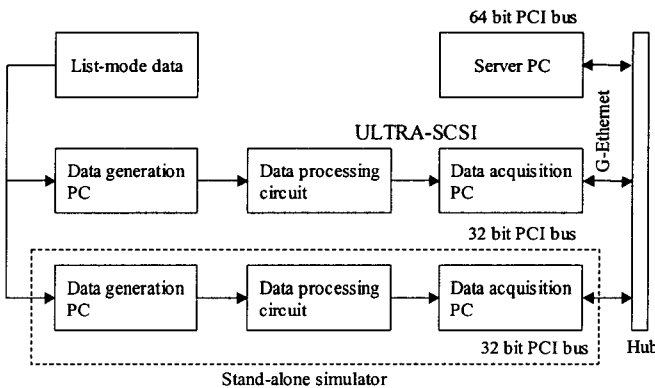 64 bit PCI bus
List-mode data
Server PC
G-Ethernet
ULTRA-SCSI
Data generation
PC
Data processing
circuit
Data acquisition
PC
32 bit PCI bus
Data generation
PC
Data processing
circuit
Data acquisition
PC
32 bit PCI bus
Hub
Stand-alone simulator